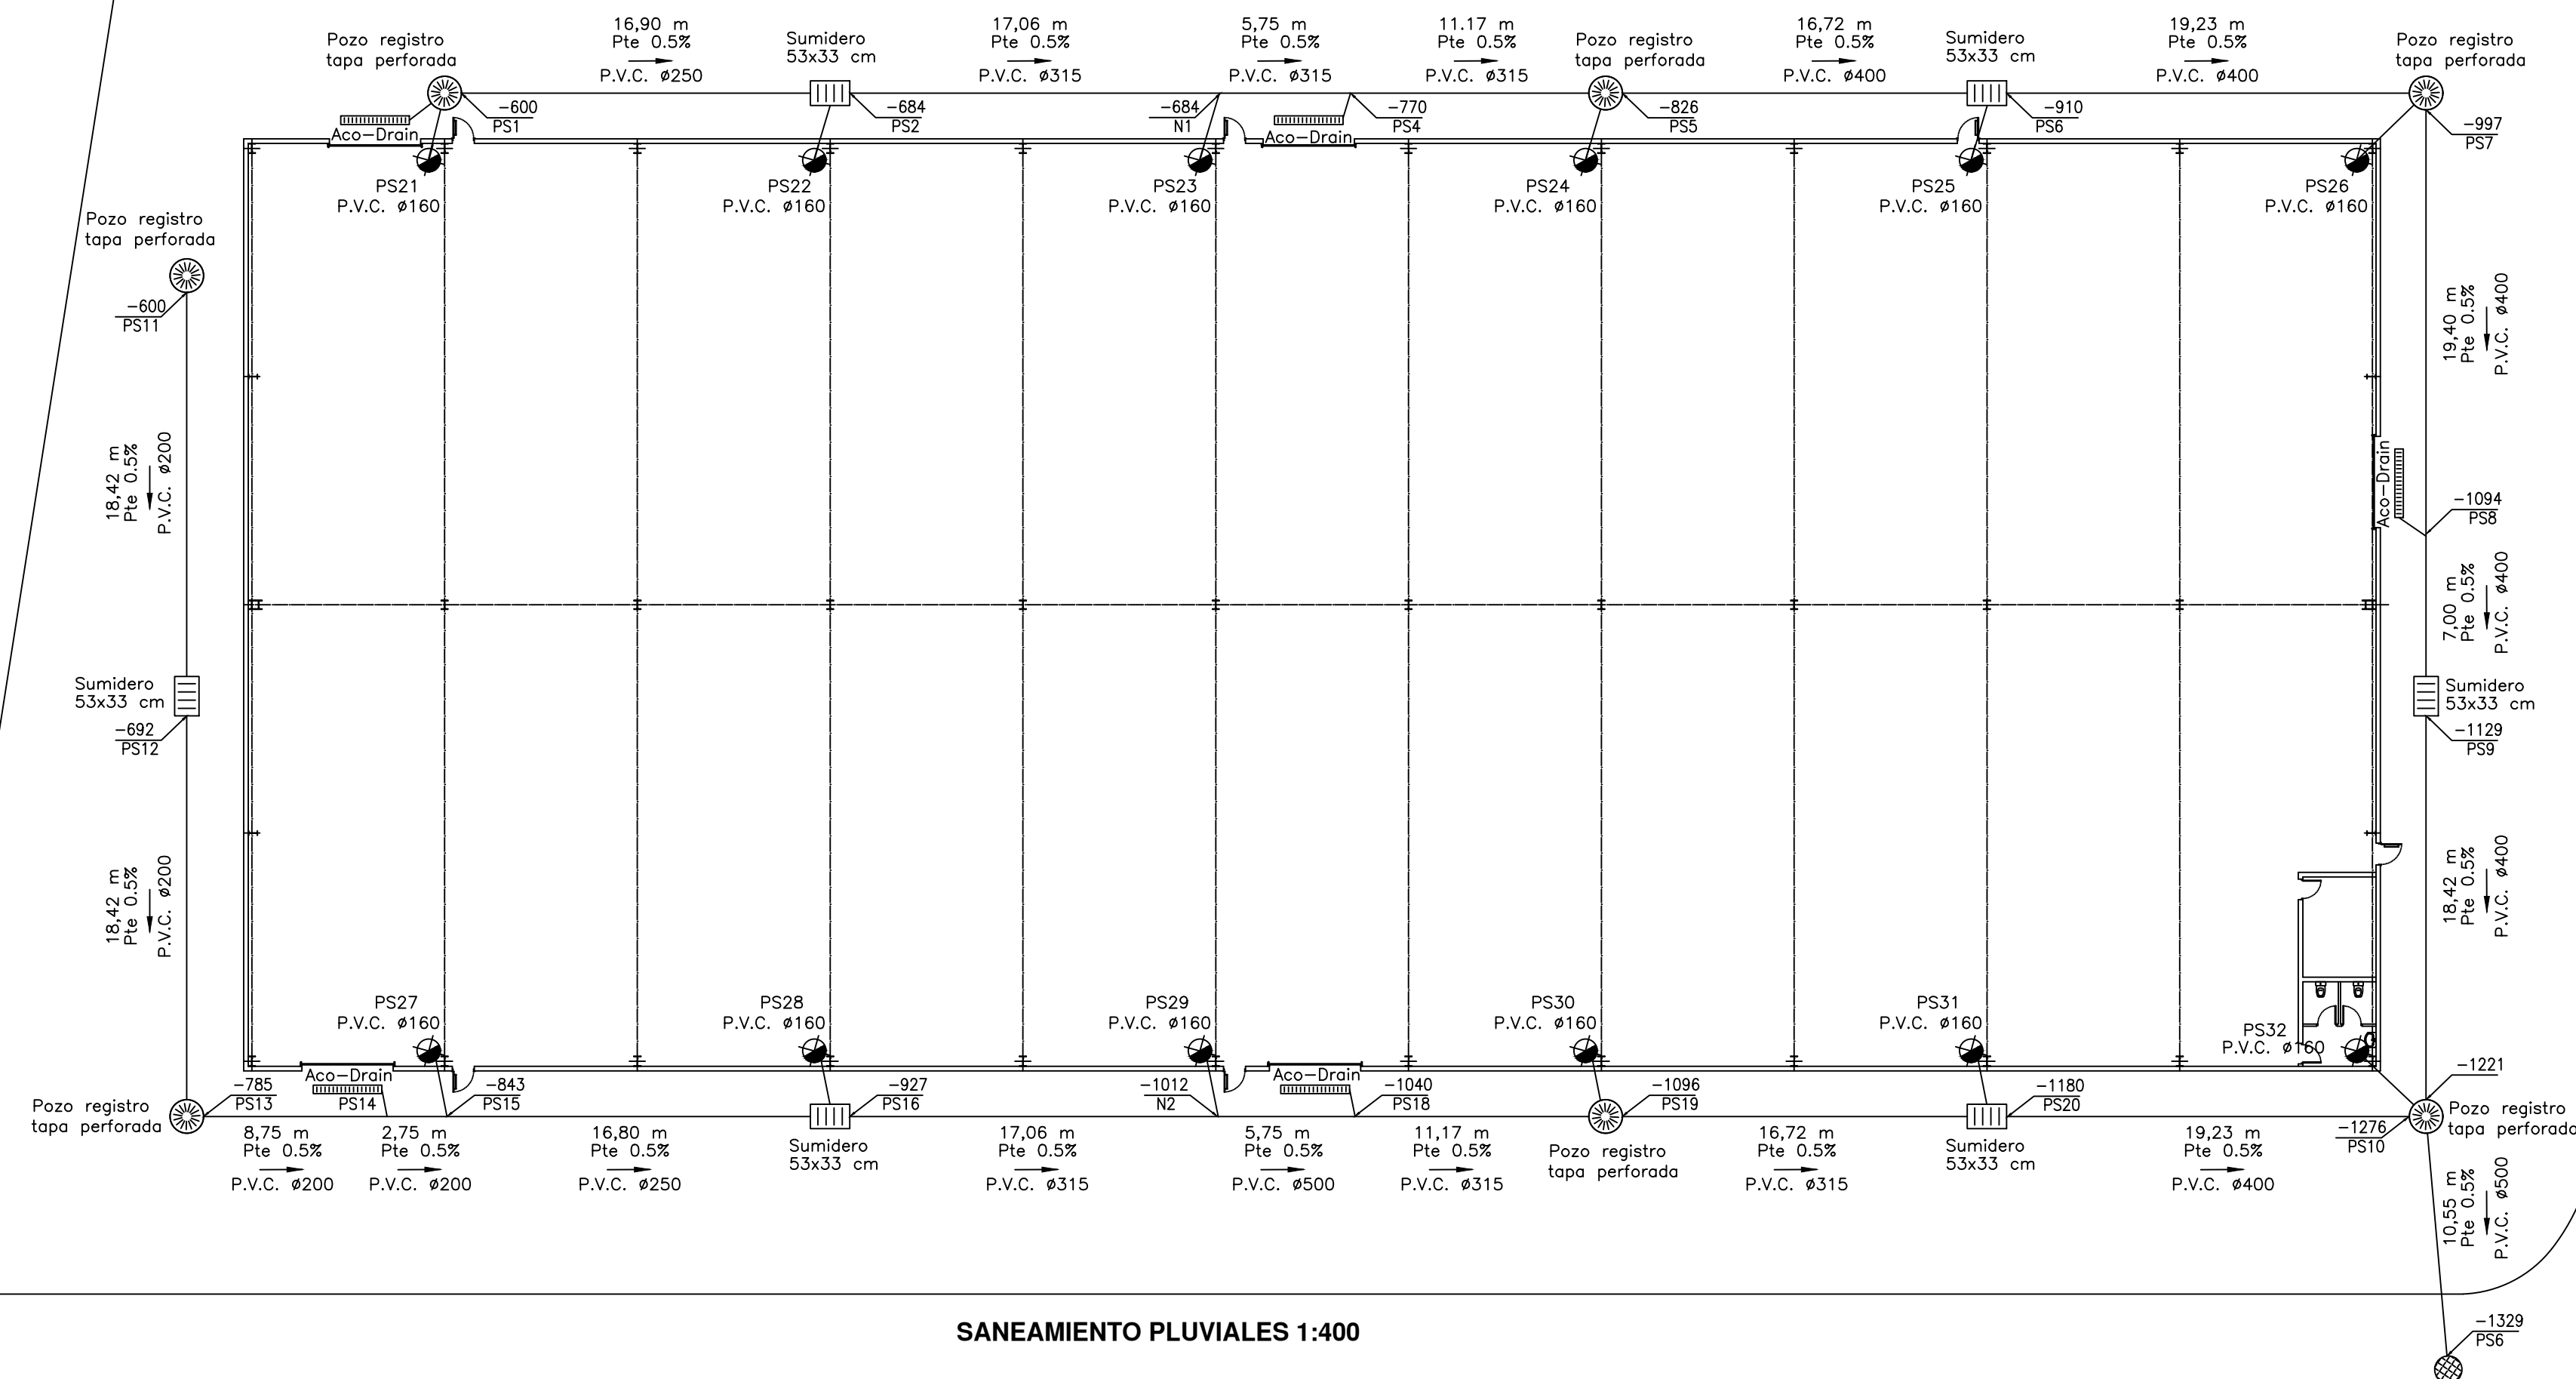 16,90 m
Pte 0.5%
P.V.C. ø250
17,06 m
Pte 0.5%
P.V.C. ø315
5,75 m
Pte 0.5%
P.V.C. ø315
11.17 m
Pte 0.5%
P.V.C. ø315
16,72 m
Pte 0.5%
P.V.C. ø400
19,23 m
Pte 0.5%
P.V.C. ø400
Pozo registro
tapa perforada
Sumidero
53x33 cm
Pozo registro
tapa perforada
Sumidero
53x33 cm
Pozo registro
tapa perforada
-600
PS1
-684
PS2
-684
N1
-770
PS4
-826
PS5
-910
PS6
-997
PS7
Aco-Drain
Aco-Drain
PS21
P.V.C. ø160
PS22
P.V.C. ø160
PS23
P.V.C. ø160
PS24
P.V.C. ø160
PS25
P.V.C. ø160
PS26
P.V.C. ø160
Pozo registro
tapa perforada
-600
PS11
18,42 m
Pte 0.5%
P.V.C. ø200
Sumidero
53x33 cm
-692
PS12
18,42 m
Pte 0.5%
P.V.C. ø200
19,40 m
Pte 0.5%
P.V.C. ø400
Aco-Drain
-1094
PS8
7,00 m
Pte 0.5%
P.V.C. ø400
Sumidero
53x33 cm
-1129
PS9
18,42 m
Pte 0.5%
P.V.C. ø400
PS27
P.V.C. ø160
PS28
P.V.C. ø160
PS29
P.V.C. ø160
PS30
P.V.C. ø160
PS31
P.V.C. ø160
PS32
P.V.C. ø160
Aco-Drain
Aco-Drain
Pozo registro
tapa perforada
-785
PS13
PS14
-843
PS15
-927
PS16
-1012
N2
-1040
PS18
-1096
PS19
-1180
PS20
-1221
-1276
PS10
Pozo registro
tapa perforada
8,75 m
Pte 0.5%
P.V.C. ø200
2,75 m
Pte 0.5%
P.V.C. ø200
16,80 m
Pte 0.5%
P.V.C. ø250
Sumidero
53x33 cm
17,06 m
Pte 0.5%
P.V.C. ø315
5,75 m
Pte 0.5%
P.V.C. ø500
11,17 m
Pte 0.5%
P.V.C. ø315
Pozo registro
tapa perforada
16,72 m
Pte 0.5%
P.V.C. ø315
Sumidero
53x33 cm
19,23 m
Pte 0.5%
P.V.C. ø400
10,55 m
Pte 0.5%
P.V.C. ø500
-1329
PS6
SANEAMIENTO PLUVIALES 1:400